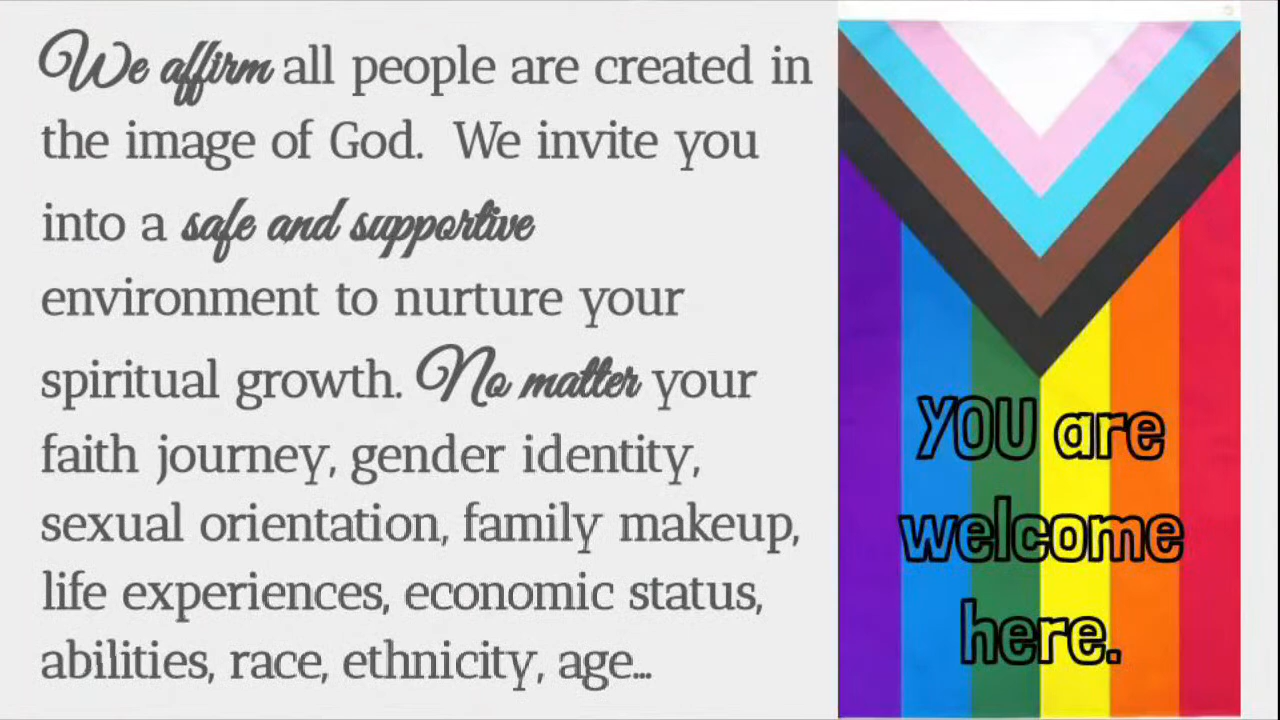 We affirm all people are created in
the image of God. We invite you
into a safe and supportive
environment to nurture your
spiritual growth. No matter your
faith journey, gender identity,
sexual orientation, family makeup,
life experiences, economic status,
abilities, race, ethnicity, age...
YOU are
welcome
here.